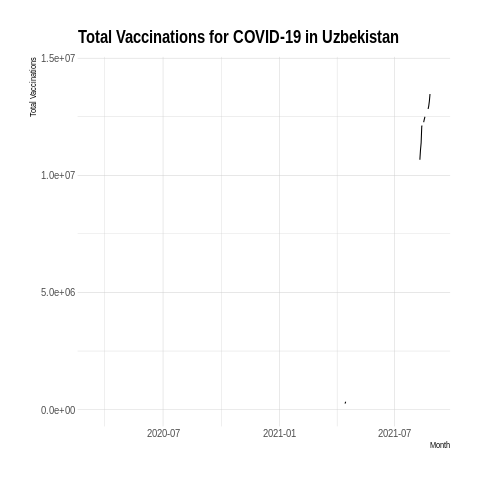 Total Vaccinations for COVID-19 in Uzbekistan
Total Vaccinations
1.5e+07
1.0e+07
5.0e+06
0.0e+00
2020-07
2021-01
2021-07
Month